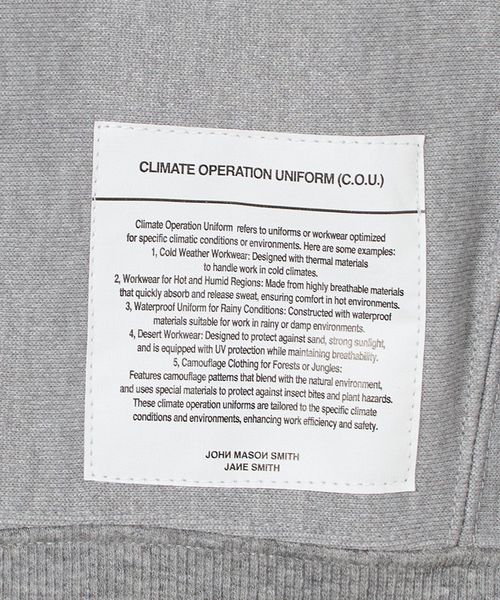 CLIMATE OPERATION UNIFORM (C.O.U.)
Climate Operation Uniform refers to uniforms or workwear optimized
for specific climatic conditions or environments. Here are some examples:
1, Cold Weather Workwear: Designed with thermal materials
to handle work in cold climates.
2, Workwear for Hot and Humid Regions: Made from highly breathable materials
that quickly absorb and release sweat, ensuring comfort in hot environments.
3, Waterproof Uniform for Rainy Conditions: Constructed with waterproof
materials suitable for work in rainy or damp environments.
4, Desert Workwear: Designed to protect against sand, strong sunlight,
and is equipped with UV protection while maintaining breathability.
5, Camouflage Clothing for Forests or Jungles:
Features camouflage patterns that blend with the natural environment,
and uses special materials to protect against insect bites and plant hazards.
These climate operation uniforms are tailored to the specific climate
conditions and environments, enhancing work efficiency and safety.
JOHИ MASOИ SMITH
JAИE SMITH